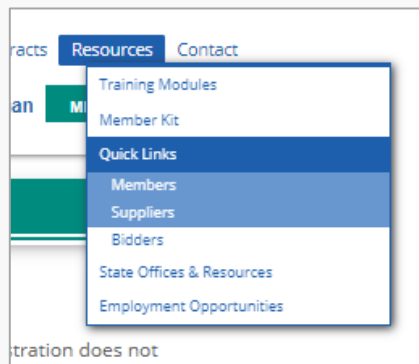 racts Resources Contact
Training Modules
an M
Member Kit
Quick Links
Members
Suppliers
Bidders
State Offices & Resources
Employment Opportunities
stration does not